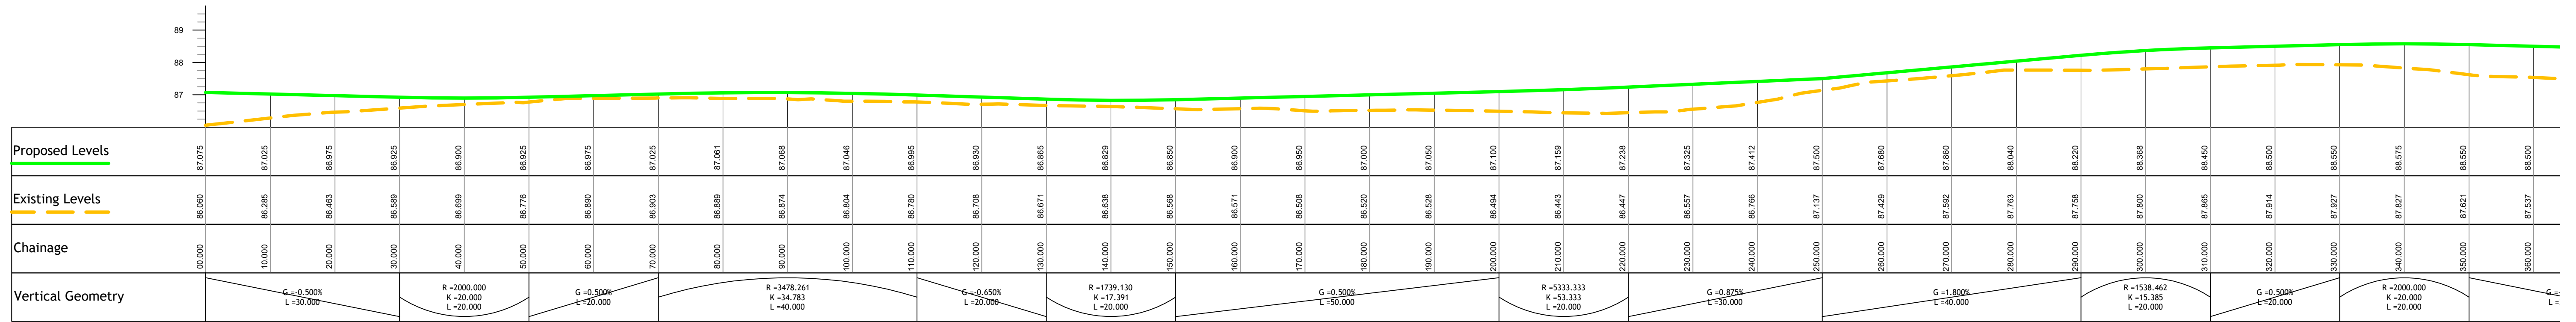 89
88
87
Proposed Levels
87.075 87.025 86.975 86.925 86.900 86.925 86.975 87.025 87.061 87.068 87.046 86.995 86.930 86.865 86.829 86.850 86.900 86.950 87.000 87.050 87.100 87.159 87.238 87.325 87.412 87.500 87.680 87.860 88.040 88.220 88.368 88.450 88.500 88.550 88.575 88.550 88.500
Existing Levels
86.060 86.285 86.463 86.589 86.699 86.776 86.890 86.903 86.889 86.874 86.804 86.780 86.708 86.671 86.638 86.568 86.571 86.508 86.520 86.528 86.494 86.443 86.447 86.557 86.766 87.137 87.429 87.592 87.763 87.758 87.800 87.865 87.914 87.927 87.827 87.621 87.537
Chainage
00.000 10.000 20.000 30.000 40.000 50.000 60.000 70.000 80.000 90.000 100.000 110.000 120.000 130.000 140.000 150.000 160.000 170.000 180.000 190.000 200.000 210.000 220.000 230.000 240.000 250.000 260.000 270.000 280.000 290.000 300.000 310.000 320.000 330.000 340.000 350.000 360.000
Vertical Geometry
G =-0.500%
L =30.000
R =2000.000
K =20.000
L =20.000
G =0.500%
L =20.000
R =3478.261
K =34.783
L =40.000
G =-0.650%
L =20.000
R =1739.130
K =17.391
L =20.000
G =0.500%
L =50.000
R =5333.333
K =53.333
L =20.000
G =0.875%
L =30.000
G =1.800%
L =40.000
R =1538.462
K =15.385
L =20.000
G =0.500%
L =20.000
R =2000.000
K =20.000
L =20.000
G =-
L =